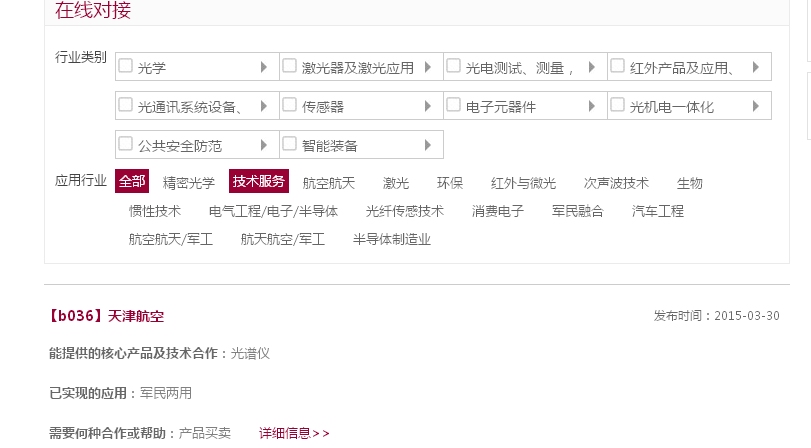 在线对接
行业类别 光学 激光器及激光应用 光电测试、测量， 红外产品及应用、
光通讯系统设备、 传感器 电子元器件 光机电一体化
公共安全防范 智能装备
应用行业 全部 精密光学 技术服务 航空航天 激光 环保 红外与微光 次声波技术 生物
惯性技术 电气工程/电子/半导体 光纤传感技术 消费电子 军民融合 汽车工程
航空航天/军工 航天航空/军工 半导体制造业
【b036】天津航空 发布时间：2015-03-30
能提供的核心产品及技术合作：光谱仪
已实现的应用：军民两用
需要何种合作或帮助：产品买卖 详细信息>>